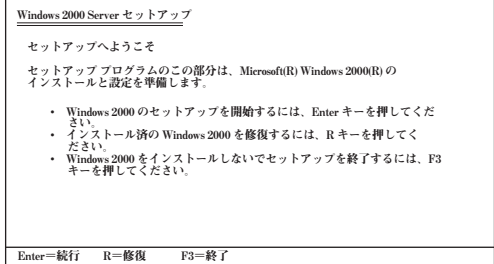 Windows 2000 Server セットアップ
セットアップへようこそ
セットアップ プログラムのこの部分は、Microsoft(R) Windows 2000(R) の
インストールと設定を準備します。
・ Windows 2000 のセットアップを開始するには、Enter キーを押してくだ
さい。
・ インストール済の Windows 2000 を修復するには、R キーを押してく
ださい。
・ Windows 2000 をインストールしないでセットアップを終了するには、F3
キーを押してください。
Enter＝続行 R＝修復 F3＝終了